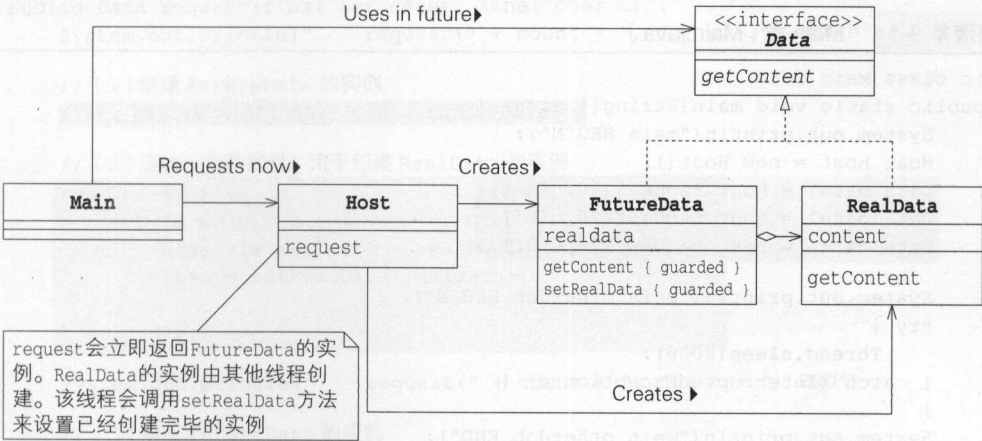 Uses in future▶
<<interface>>
Data
getContent
Requests now▶
Creates ▶
Main
Host
request
FutureData
realdata
getContent { guarded }
setRealData { guarded }
RealData
content
getContent
request会立即返回FutureData的实
例。RealData的实例由其他线程创
建。该线程会调用setRealData方法
来设置已经创建完毕的实例
Creates ▶